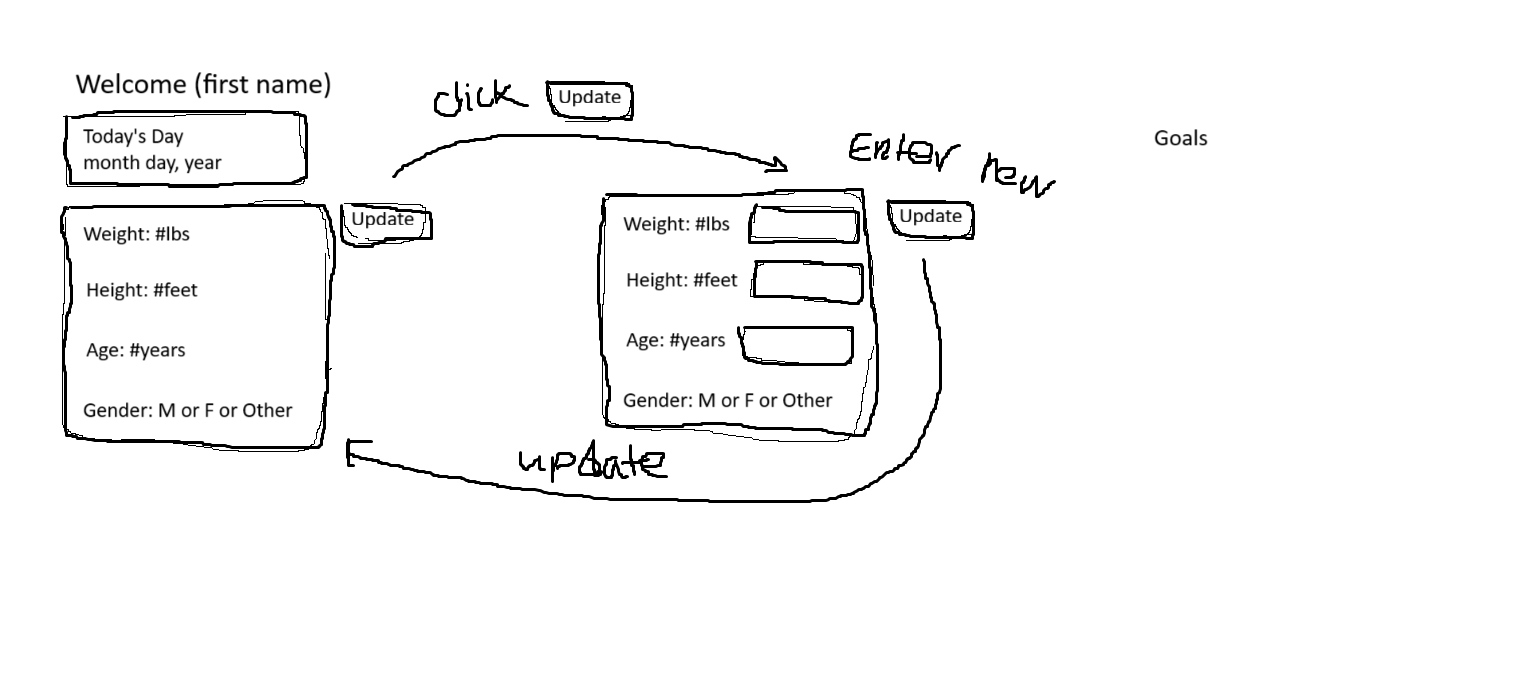 Welcome (first name)
click Update
Today's Day
month day, year
Enter new
Goals
Update
Weight: #lbs
Height: #feet
Age: #years
Gender: M or F or Other
Weight: #lbs
Update
Height: #feet
Age: #years
Gender: M or F or Other
update